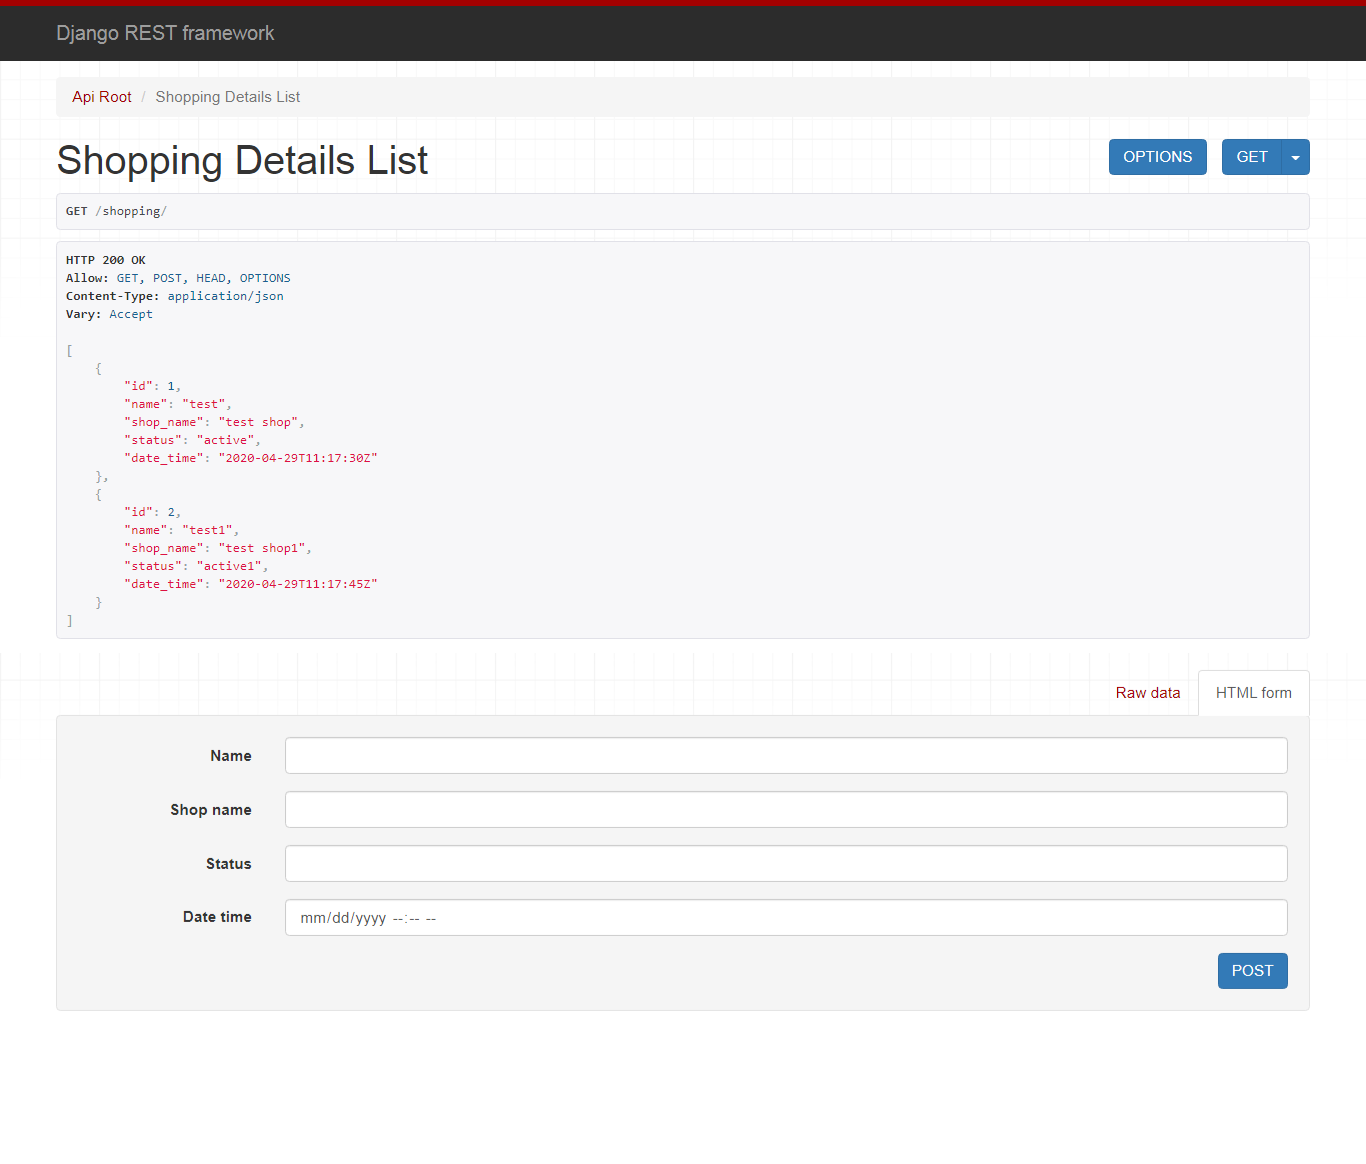 Django REST framework
Api Root / Shopping Details List
Shopping Details List
OPTIONS GET
GET /shopping/
HTTP 200 OK
Allow: GET, POST, HEAD, OPTIONS
Content-Type: application/json
Vary: Accept
[
    {
        "id": 1,
        "name": "test",
        "shop_name": "test shop",
        "status": "active",
        "date_time": "2020-04-29T11:17:30Z"
    },
    {
        "id": 2,
        "name": "test1",
        "shop_name": "test shop1",
        "status": "active1",
        "date_time": "2020-04-29T11:17:45Z"
    }
]
Raw data HTML form
Name
Shop name
Status
Date time mm/dd/yyyy --:-- --
POST